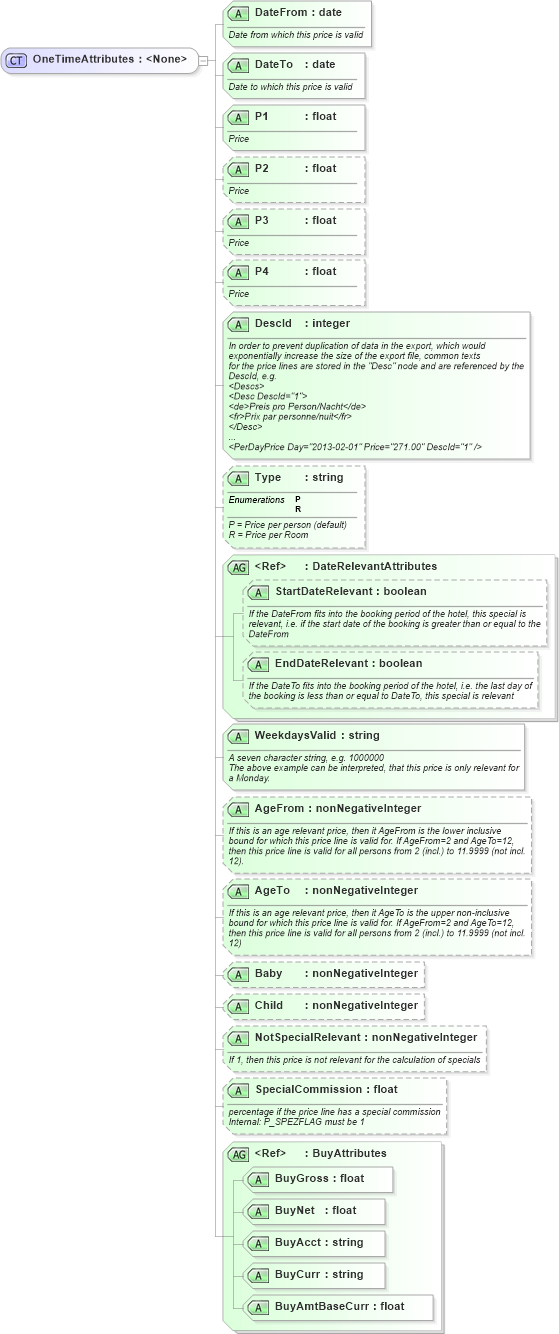 CT OneTimeAttributes : <None>
A DateFrom : date
Date from which this price is valid
A DateTo : date
Date to which this price is valid
A P1 : float
Price
A P2 : float
Price
A P3 : float
Price
A P4 : float
Price
A DescId : integer
In order to prevent duplication of data in the export, which would
exponentially increase the size of the export file, common texts
for the price lines are stored in the "Desc" node and are referenced by the
DescId, e.g.
<Descs>
<Desc DescId="1">
<de>Preis pro Person/Nacht</de>
<fr>Prix par personne/nuit</fr>
</Desc>
...
<PerDayPrice Day="2013-02-01" Price="271.00" DescId="1" />
A Type : string
Enumerations P
R
P = Price per person (default)
R = Price per Room
AG <Ref> : DateRelevantAttributes
A StartDateRelevant : boolean
If the DateFrom fits into the booking period of the hotel, this special is
relevant, i.e. if the start date of the booking is greater than or equal to the
DateFrom
A EndDateRelevant : boolean
If the DateTo fits into the booking period of the hotel, i.e. the last day of
the booking is less than or equal to DateTo, this special is relevant
A WeekdaysValid : string
A seven character string, e.g. 1000000
The above example can be interpreted, that this price is only relevant for
a Monday.
A AgeFrom : nonNegativeInteger
If this is an age relevant price, then it AgeFrom is the lower inclusive
bound for which this price line is valid for. If AgeFrom=2 and AgeTo=12,
then this price line is valid for all persons from 2 (incl.) to 11.9999 (not incl.
12).
A AgeTo : nonNegativeInteger
If this is an age relevant price, then it AgeTo is the upper non-inclusive
bound for which this price line is valid for. If AgeFrom=2 and AgeTo=12,
then this price line is valid for all persons from 2 (incl.) to 11.9999 (not incl.
12)
A Baby : nonNegativeInteger
A Child : nonNegativeInteger
A NotSpecialRelevant : nonNegativeInteger
If 1, then this price is not relevant for the calculation of specials
A SpecialCommission : float
percentage if the price line has a special commission
Internal: P_SPEZFLAG must be 1
AG <Ref> : BuyAttributes
A BuyGross : float
A BuyNet : float
A BuyAcct : string
A BuyCurr : string
A BuyAmtBaseCurr : float